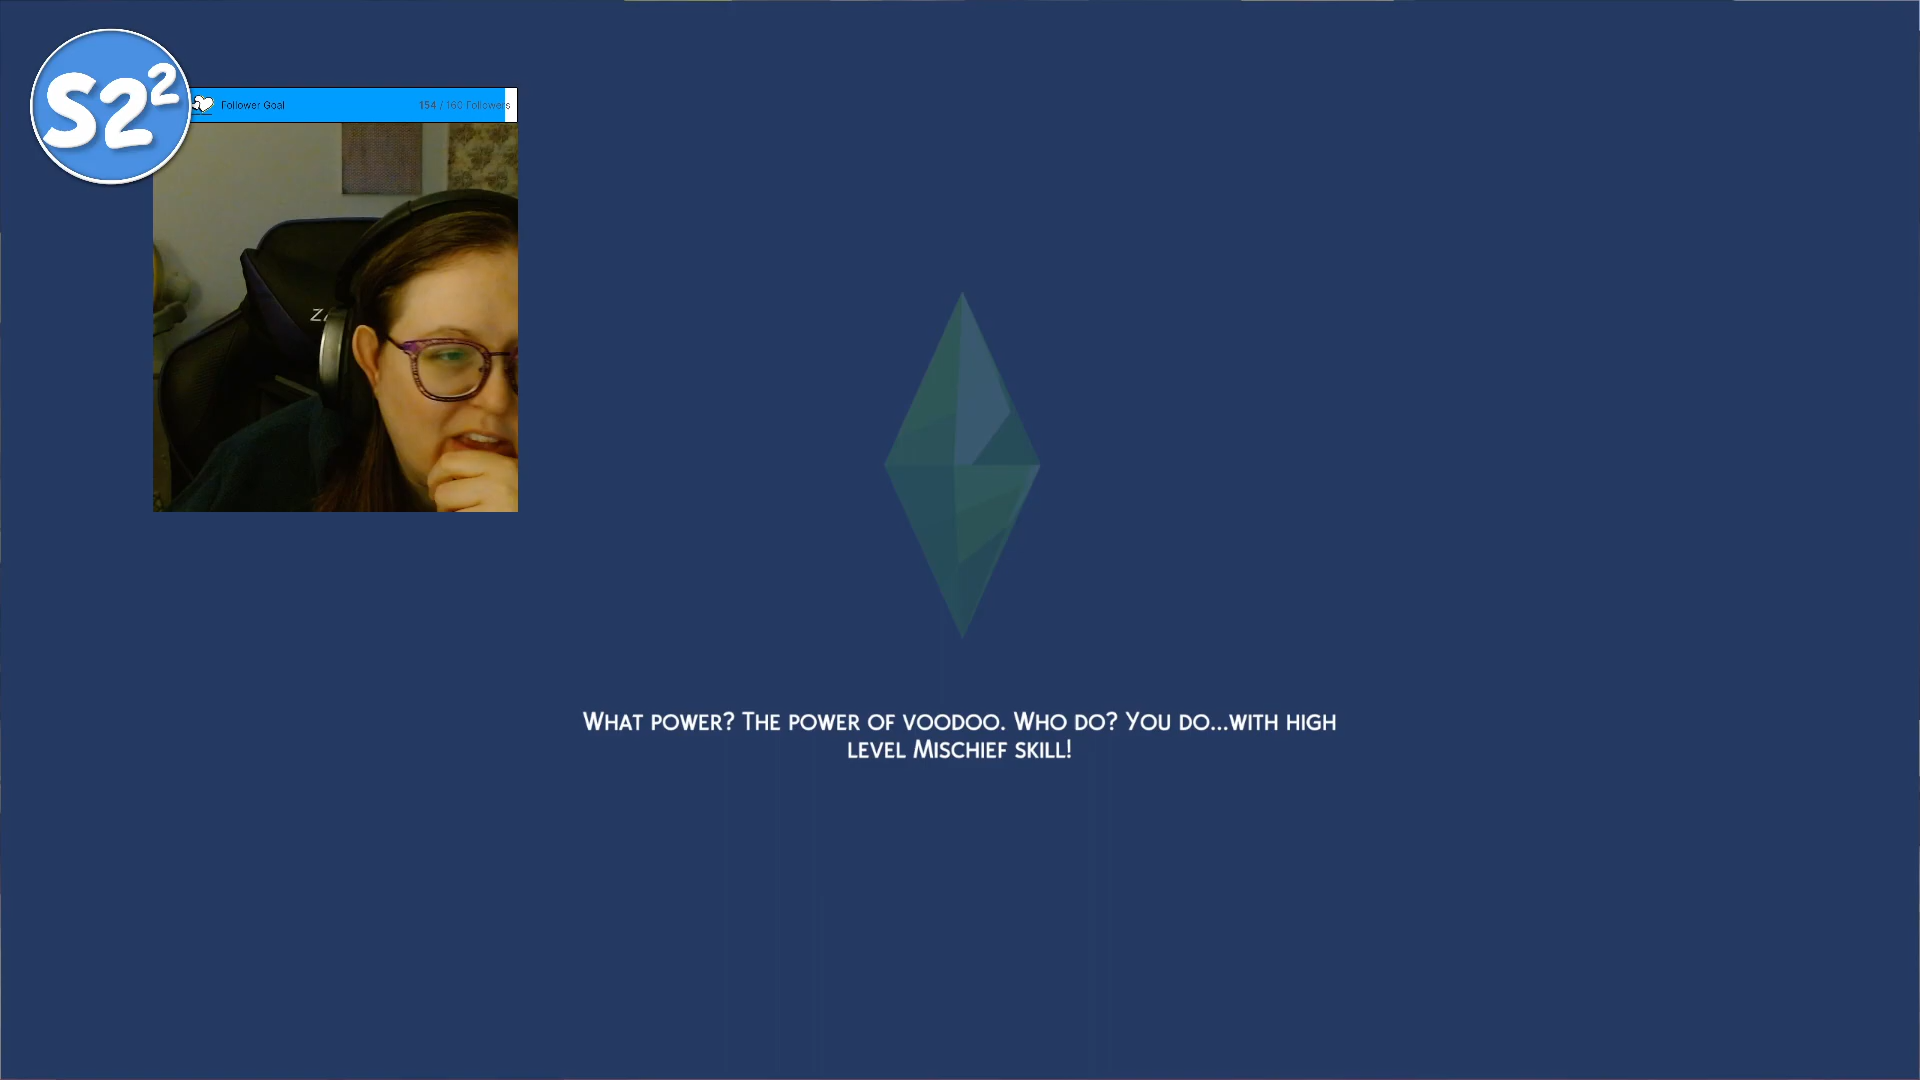 S2²
Follower Goal
154 / 160 Followers
What power? The power of voodoo. Who do? You do...with high
level Mischief skill!